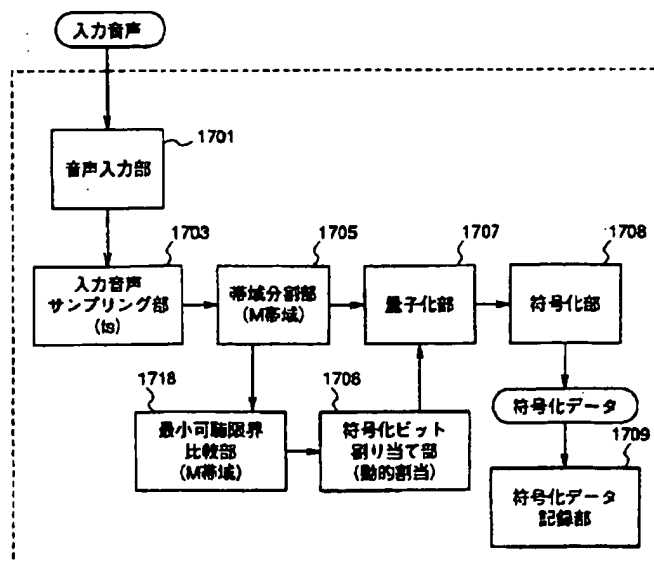 入力音声
1701
音声入力部
1703
1705
1707
1708
入力音声
サンプリング部
(ts)
帯域分割部
(M帯域)
量子化部
符号化部
1718
1706
最小可聴限界
比較部
(M帯域)
符号化ビット
割り当て部
(動的割当)
符号化データ
1709
符号化データ
記録部